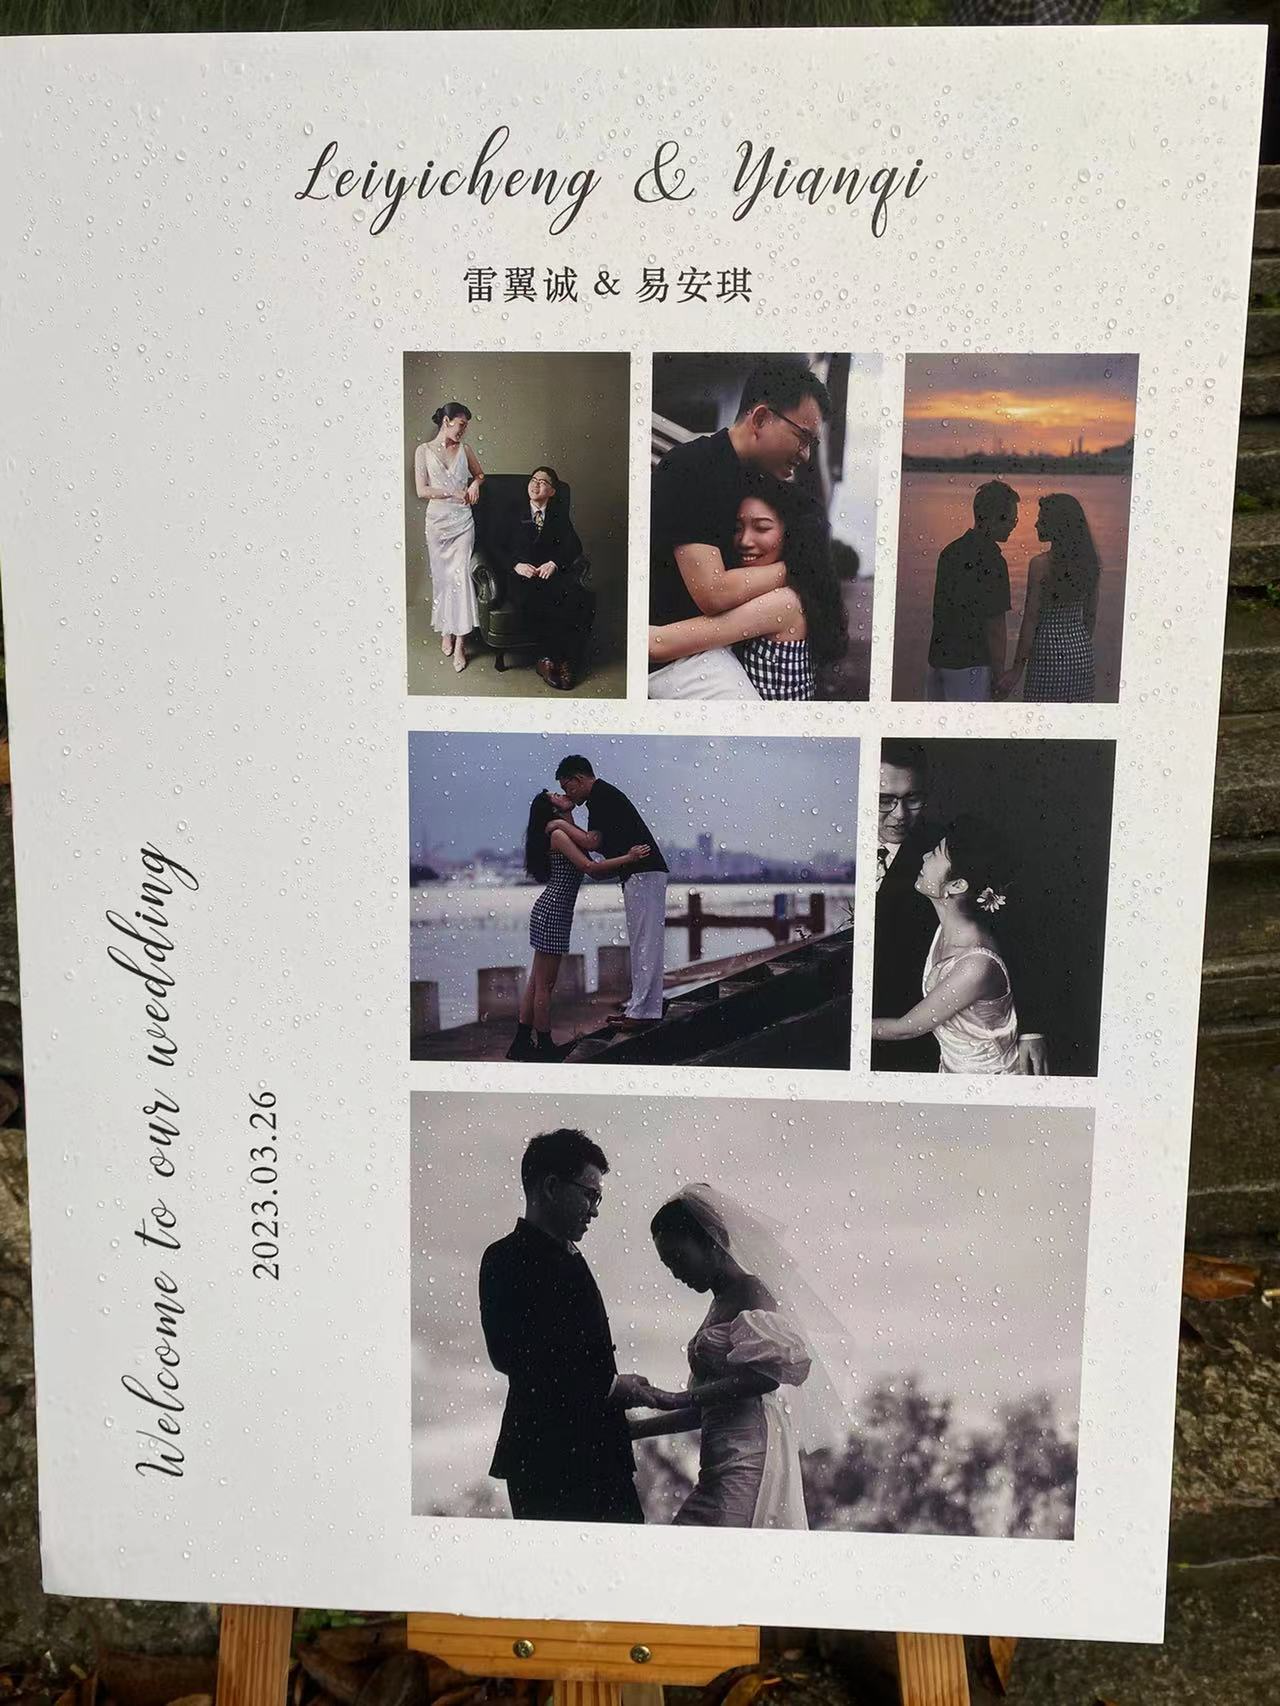 Leiyicheng & Yianqi
雷翼诚 & 易安琪
Welcome to our wedding
2023.03.26